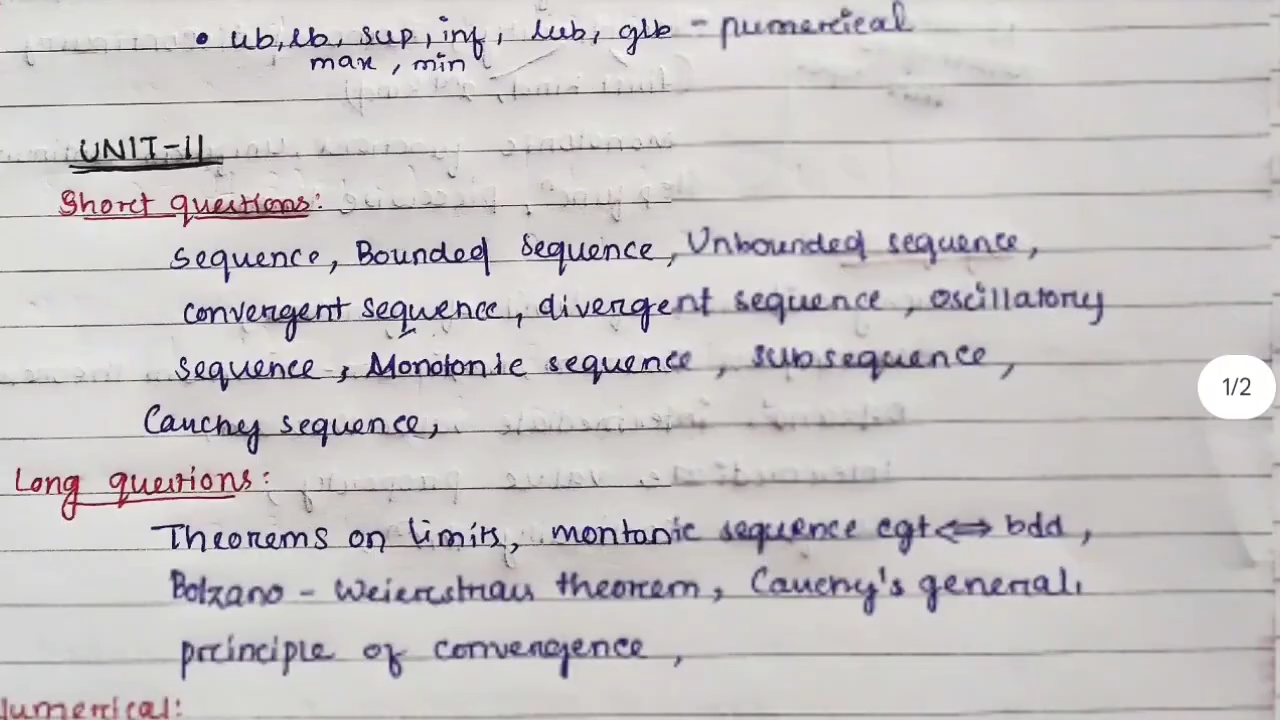 • ub, lb, sup, inf, lub, glb - numercical
max, min
UNIT-II
Short questions:
sequence, Bounded sequence, Unbounded sequence,
convergent sequence, divergent sequence, oscillatory
sequence, Monotonic sequence, subsequence,
Cauchy sequence,
Long questions:
Theorems on limits, montonic sequence cgt <=> bdd,
Bolzano - Weierstrass theorem, Cauchy's general
principle of convergence,
Numerical:
1/2